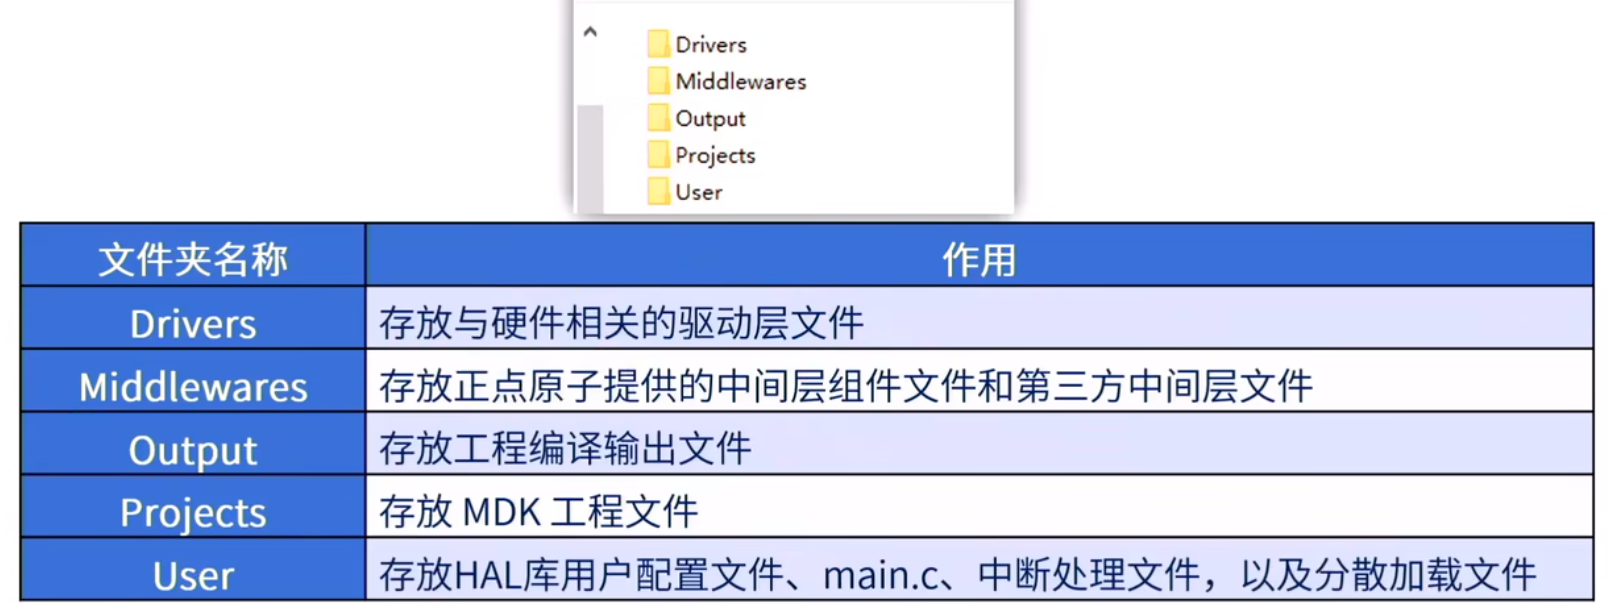 Drivers
Middlewares
Output
Projects
User
文件夹名称 作用
Drivers 存放与硬件相关的驱动层文件
Middlewares 存放正点原子提供的中间层组件文件和第三方中间层文件
Output 存放工程编译输出文件
Projects 存放 MDK 工程文件
User 存放HAL库用户配置文件、main.c、中断处理文件，以及分散加载文件